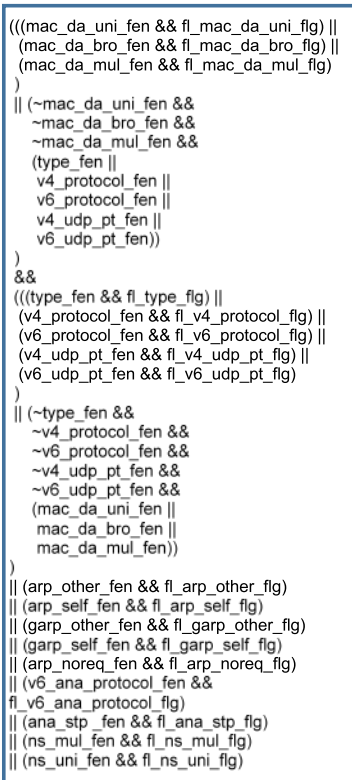 (((mac_da_uni_fen && fl_mac_da_uni_flg) ||
(mac_da_bro_fen && fl_mac_da_bro_flg) ||
(mac_da_mul_fen && fl_mac_da_mul_flg)
)
|| (~mac_da_uni_fen &&
~mac_da_bro_fen &&
~mac_da_mul_fen &&
(type_fen ||
v4_protocol_fen ||
v6_protocol_fen ||
v4_udp_pt_fen ||
v6_udp_pt_fen))
)
&&
(((type_fen && fl_type_flg) ||
(v4_protocol_fen && fl_v4_protocol_flg) ||
(v6_protocol_fen && fl_v6_protocol_flg) ||
(v4_udp_pt_fen && fl_v4_udp_pt_flg) ||
(v6_udp_pt_fen && fl_v6_udp_pt_flg)
)
|| (~type_fen &&
~v4_protocol_fen &&
~v6_protocol_fen &&
~v4_udp_pt_fen &&
~v6_udp_pt_fen &&
(mac_da_uni_fen ||
mac_da_bro_fen ||
mac_da_mul_fen))
)
|| (arp_other_fen && fl_arp_other_flg)
|| (arp_self_fen && fl_arp_self_flg)
|| (garp_other_fen && fl_garp_other_flg)
|| (garp_self_fen && fl_garp_self_flg)
|| (arp_noreq_fen && fl_arp_noreq_flg)
|| (v6_ana_protocol_fen &&
fl_v6_ana_protocol_flg)
|| (ana_stp _fen && fl_ana_stp_flg)
|| (ns_mul_fen && fl_ns_mul_flg)
|| (ns_uni_fen && fl_ns_uni_flg)